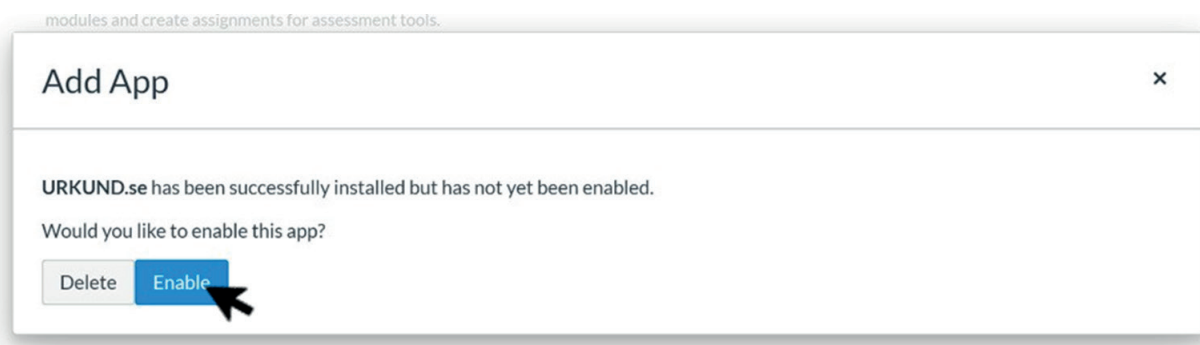 modules and create assignments for assessment tools.
Add App
×
URKUND.se has been successfully installed but has not yet been enabled.
Would you like to enable this app?
Delete Enable